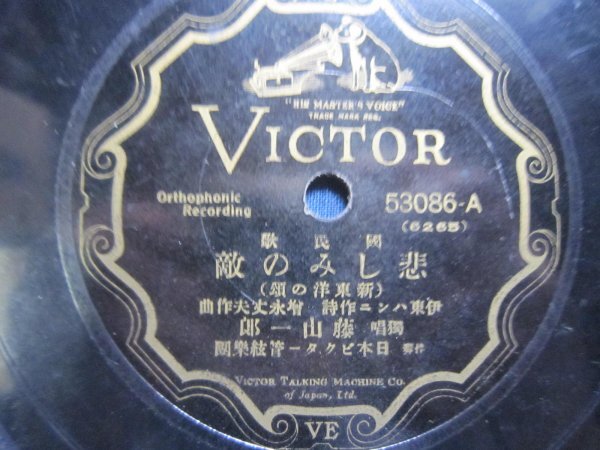 "HIS MASTER'S VOICE"
TRADE MARK REG.
VICTOR
Orthophonic
Recording
53086-A
(6265)
歌民國
敵のみし悲
(頌の洋東新)
曲作夫丈永増 詩作ニンハ東伊
郎一山藤 唱獨
團樂絃管ータクビ本日 奏伴
VICTOR TALKING MACHINE CO.
of Japan, Ltd.
VE